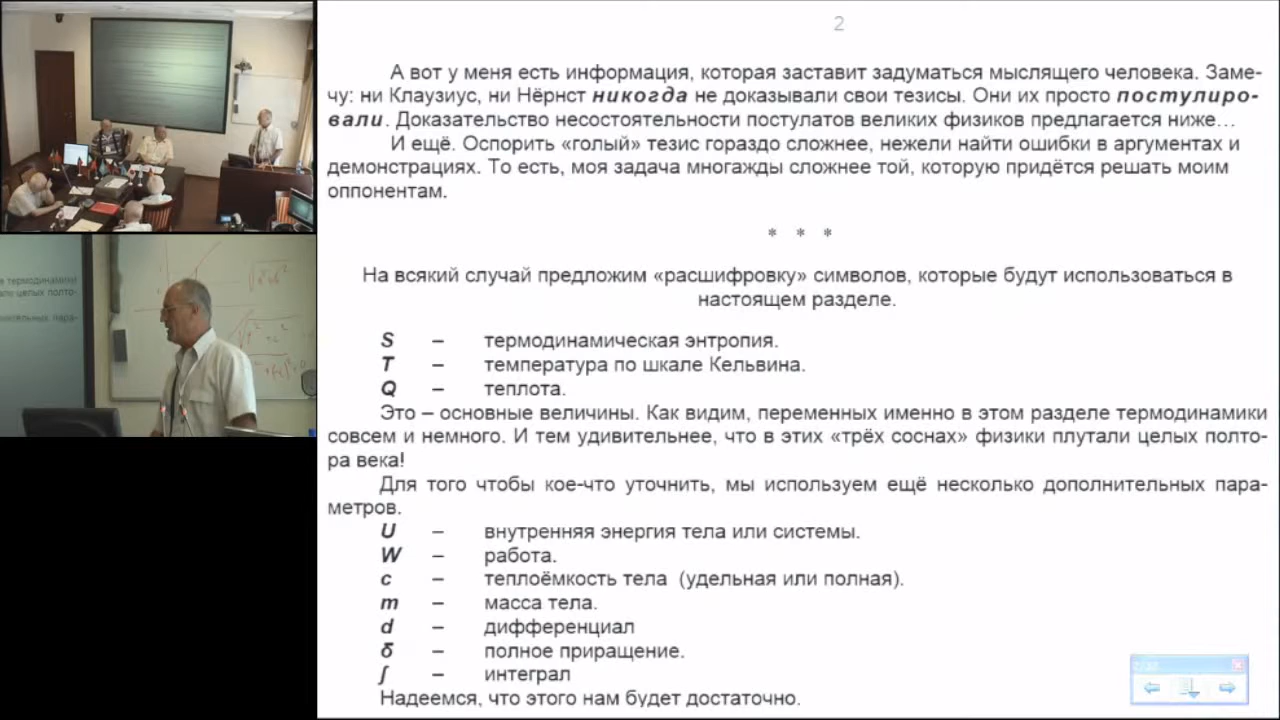 2
А вот у меня есть информация, которая заставит задуматься мыслящего человека. Заме-
чу: ни Клаузиус, ни Нёрнст никогда не доказывали свои тезисы. Они их просто постулиро-
вали. Доказательство несостоятельности постулатов великих физиков предлагается ниже…
И ещё. Оспорить «голый» тезис гораздо сложнее, нежели найти ошибки в аргументах и
демонстрациях. То есть, моя задача многажды сложнее той, которую придётся решать моим
оппонентам.
* * *
На всякий случай предложим «расшифровку» символов, которые будут использоваться в
настоящем разделе.
S – термодинамическая энтропия.
T – температура по шкале Кельвина.
Q – теплота.
Это – основные величины. Как видим, переменных именно в этом разделе термодинамики
совсем и немного. И тем удивительнее, что в этих «трёх соснах» физики плутали целых полто-
ра века!
Для того чтобы кое-что уточнить, мы используем ещё несколько дополнительных пара-
метров.
U – внутренняя энергия тела или системы.
W – работа.
c – теплоёмкость тела (удельная или полная).
m – масса тела.
d – дифференциал
δ – полное приращение.
∫ – интеграл
Надеемся, что этого нам будет достаточно.
термодинамики
целых полто-